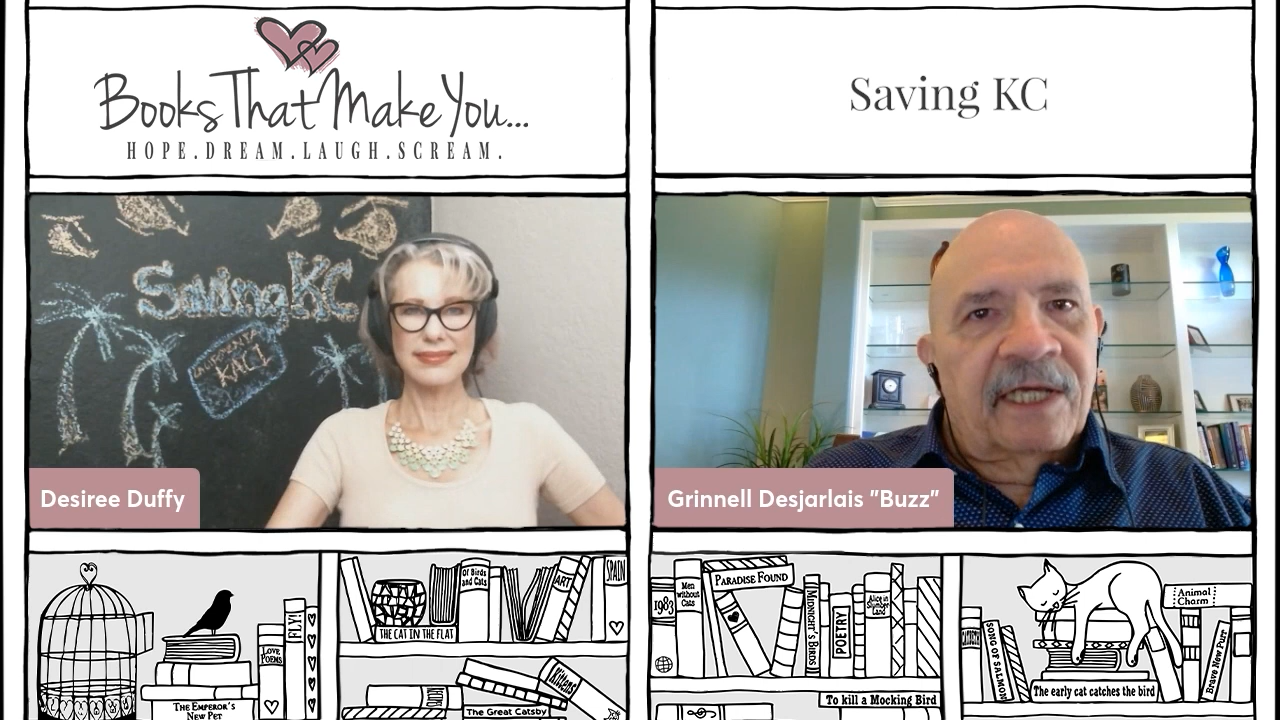 Books That Make You...
HOPE.DREAM.LAUGH.SCREAM.
Saving KC
Saving KC
CALIFORNIA
KACT
Desiree Duffy
Grinnell Desjarlais "Buzz"
FLY!
LOVE
POEMS
THE EMPEROR'S
NEW PET
Of Birds
and Cats
ART
SPAIN
THE CAT IN THE FLAT
Kittens
The Great Catsby
1983
Men
without
Cats
PARADISE FOUND
MIDNIGHT'S BIRDS
POETRY
Alice in
Slumber
Land
To kill a Mocking Bird
CATBETH
SONG OF SALMON
Animal
Charm
Brave New Purr
The early cat catches the bird